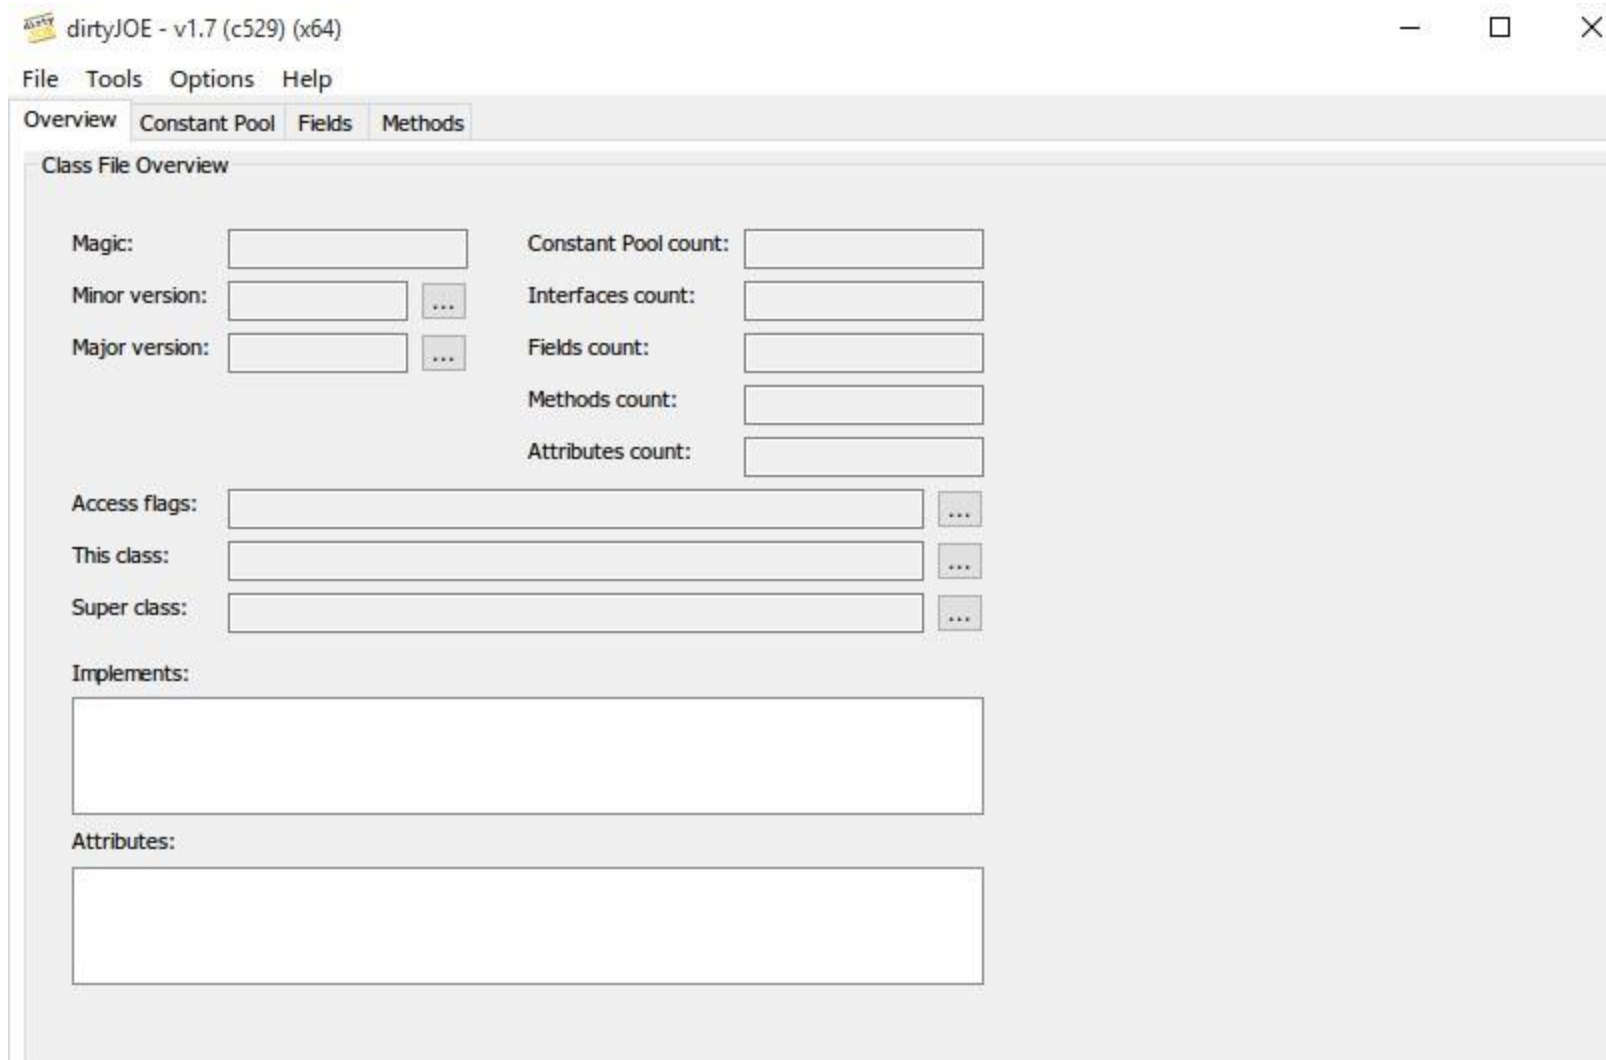 dirty
dirtyJOE - v1.7 (c529) (x64)
File Tools Options Help
Overview Constant Pool Fields Methods
Class File Overview
Magic: Constant Pool count:
Minor version: ... Interfaces count:
Major version: ... Fields count:
Methods count:
Attributes count:
Access flags: ...
This class: ...
Super class: ...
Implements:
Attributes: